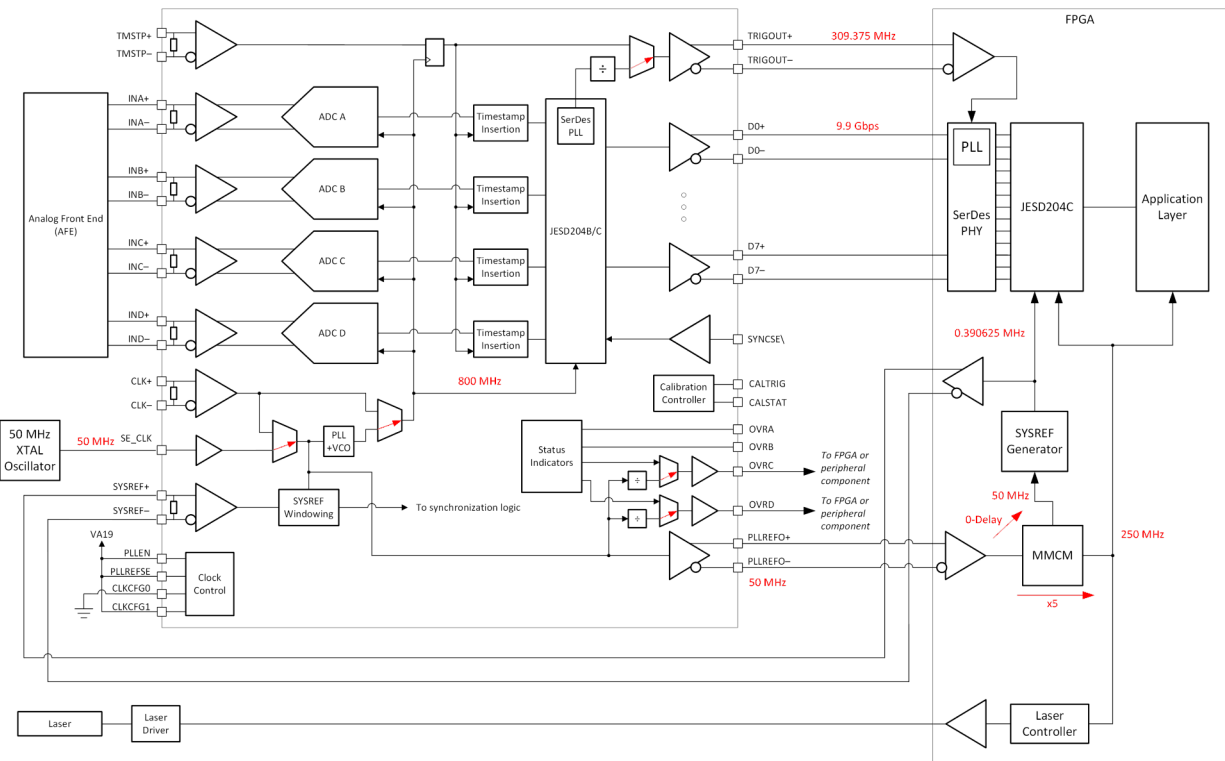 FPGA
TMSTP+
TMSTP–
TRIGOUT+
TRIGOUT–
309.375 MHz
÷
Analog Front End
(AFE)
INA+
INA–
ADC A
Timestamp
Insertion
SerDes
PLL
D0+
D0–
9.9 Gbps
PLL
SerDes
PHY
JESD204C
Application
Layer
INB+
INB–
ADC B
Timestamp
Insertion
JESD204B/C
INC+
INC–
ADC C
Timestamp
Insertion
D7+
D7–
IND+
IND–
ADC D
Timestamp
Insertion
SYNCSE\
0.390625 MHz
CLK+
CLK–
800 MHz
Calibration
Controller
CALTRIG
CALSTAT
50 MHz
XTAL
Oscillator
50 MHz
SE_CLK
PLL
+VCO
Status
Indicators
OVRA
OVRB
OVRC
OVRD
÷
÷
To FPGA or
peripheral
component
To FPGA or
peripheral
component
SYSREF
Generator
SYSREF+
SYSREF–
SYSREF
Windowing
To synchronization logic
50 MHz
0-Delay
MMCM
x5
250 MHz
VA19
PLLEN
PLLREFSE
CLKCFG0
CLKCFG1
Clock
Control
PLLREFO+
PLLREFO–
50 MHz
Laser
Laser
Driver
Laser
Controller